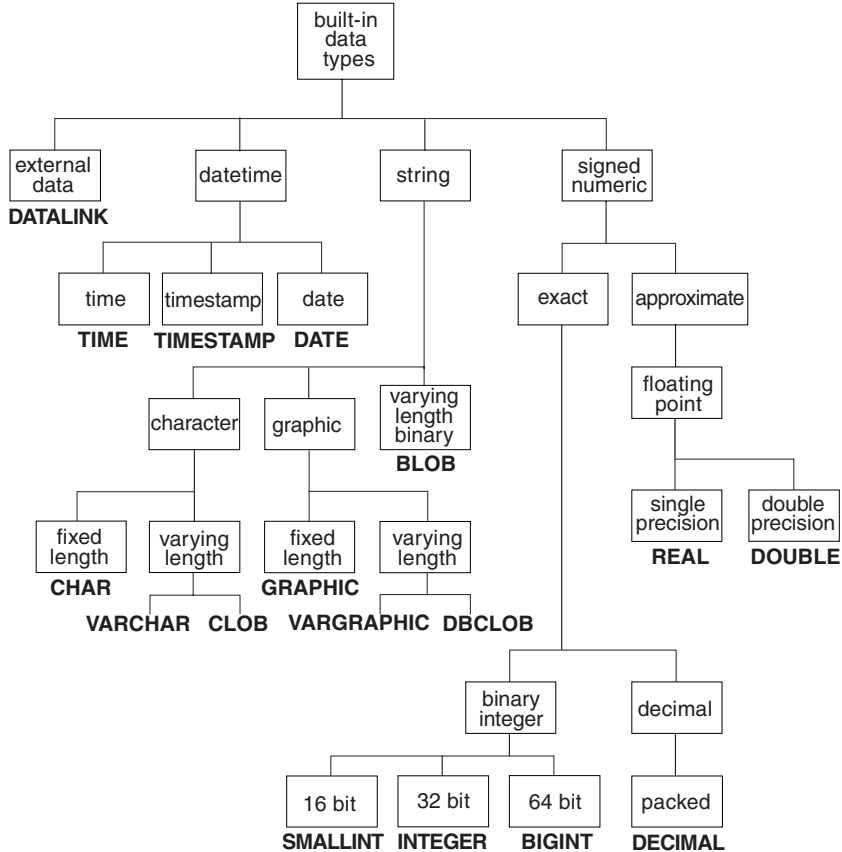 built-in
data
types
external
data
DATALINK
datetime
string
signed
numeric
time
TIME
timestamp
TIMESTAMP
date
DATE
exact
approximate
character
graphic
varying
length
binary
BLOB
floating
point
fixed
length
CHAR
varying
length
VARCHAR
CLOB
fixed
length
GRAPHIC
varying
length
VARGRAPHIC
DBCLOB
single
precision
REAL
double
precision
DOUBLE
binary
integer
decimal
16 bit
SMALLINT
32 bit
INTEGER
64 bit
BIGINT
packed
DECIMAL